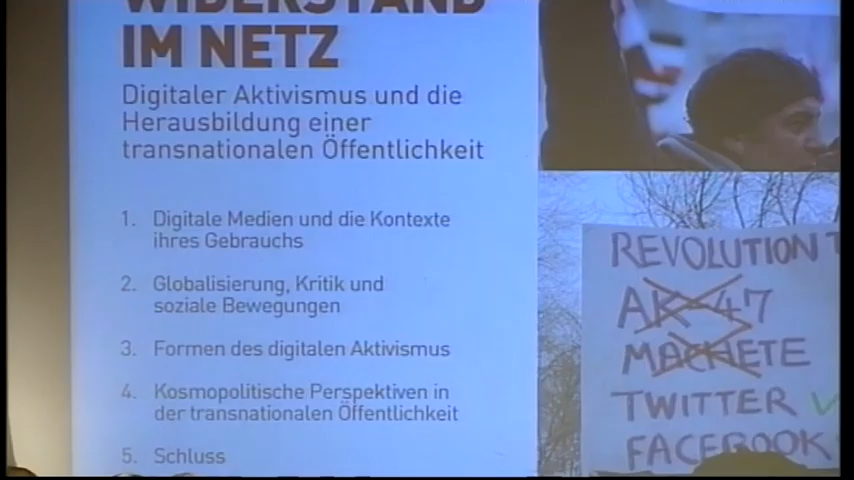 WIDERSTAND
IM NETZ
Digitaler Aktivismus und die
Herausbildung einer
transnationalen Öffentlichkeit
1. Digitale Medien und die Kontexte
ihres Gebrauchs
2. Globalisierung, Kritik und
soziale Bewegungen
3. Formen des digitalen Aktivismus
4. Kosmopolitische Perspektiven in
der transnationalen Öffentlichkeit
5. Schluss
REVOLUTION
AK-47
MACHETE
TWITTER ✓
FACEBOOK